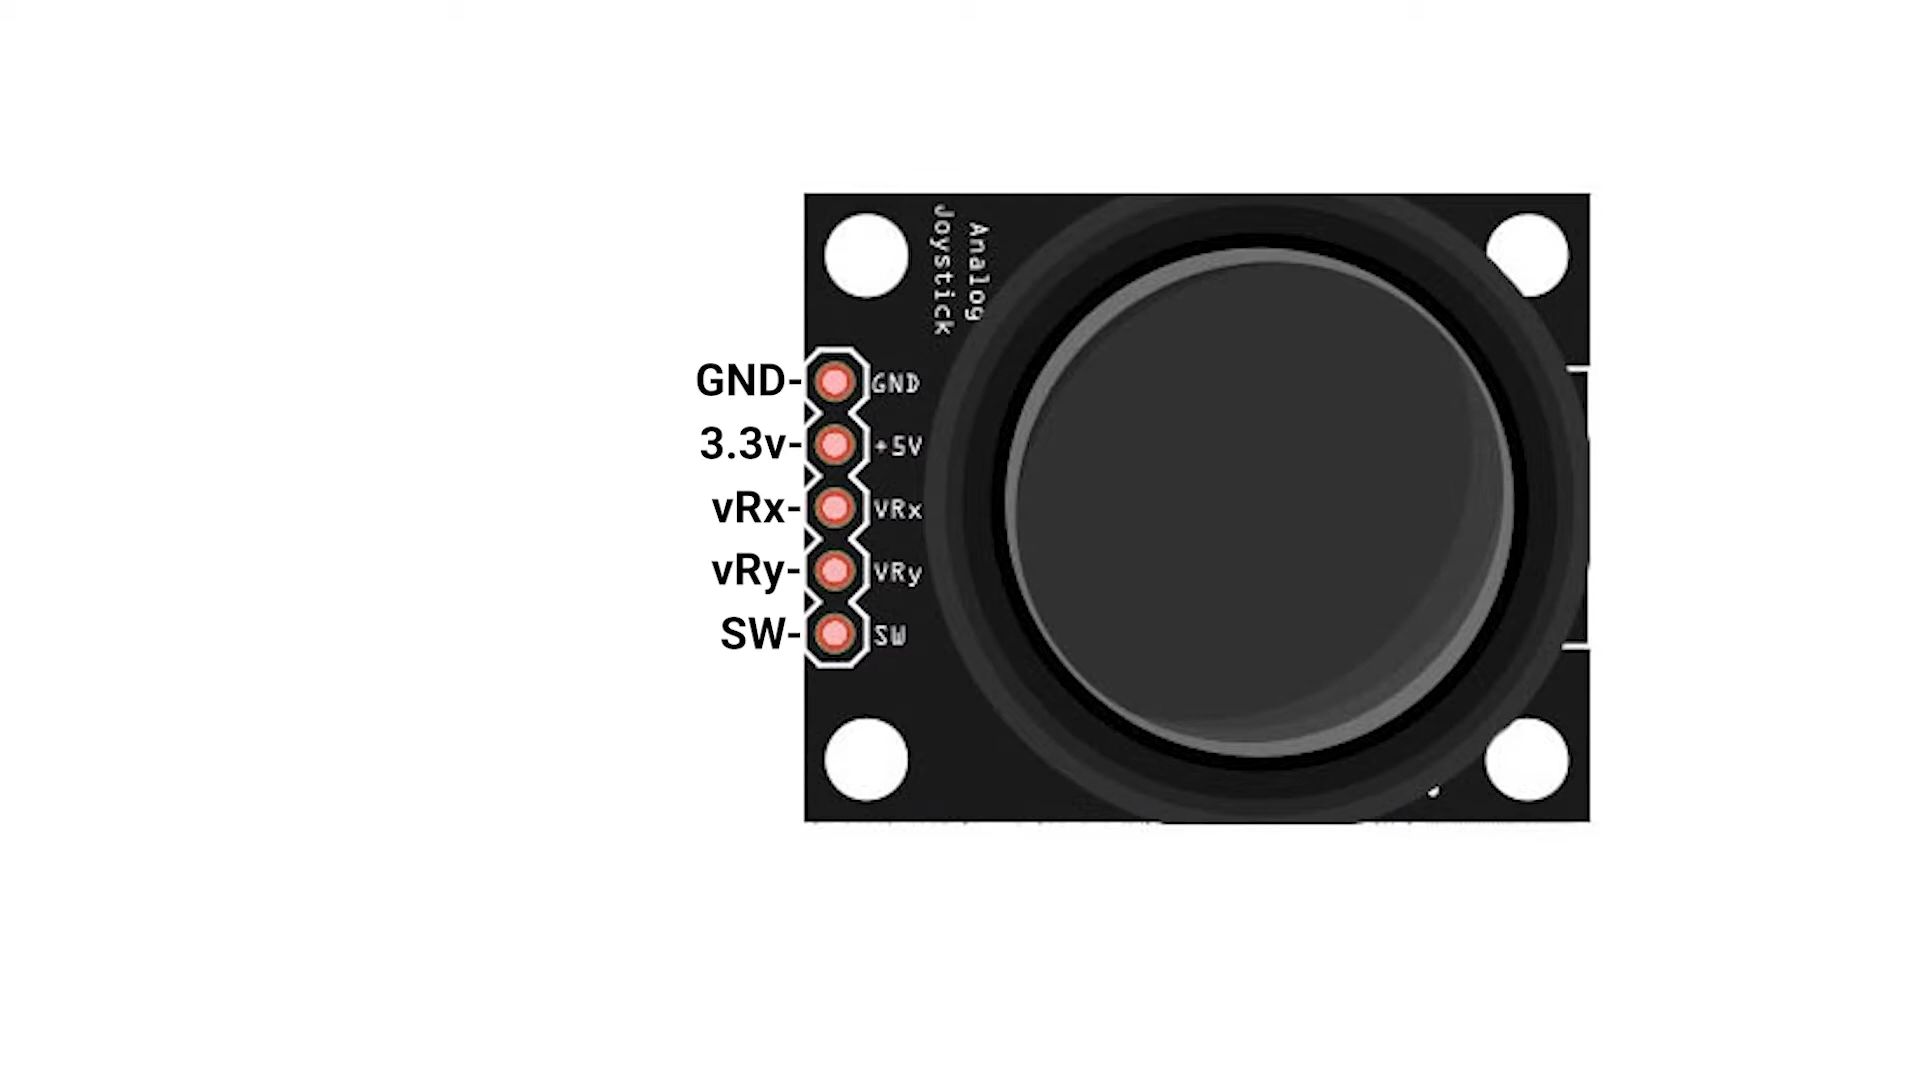 Analog
Joystick
GND- GND
3.3v- +5V
vRx- VRx
vRy- VRy
SW- SW